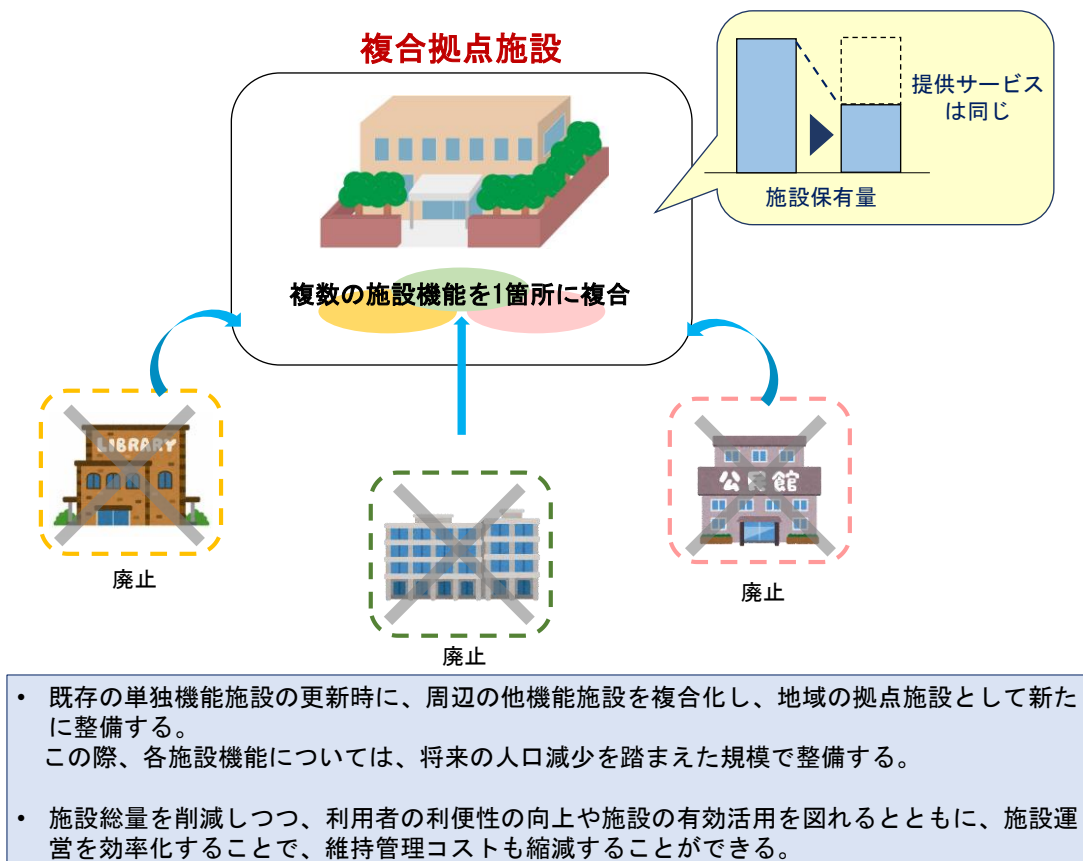 複合拠点施設
提供サービス
は同じ
施設保有量
複数の施設機能を1箇所に複合
LIBRARY
公民館
廃止
廃止
廃止
• 既存の単独機能施設の更新時に、周辺の他機能施設を複合化し、地域の拠点施設として新た
に整備する。
この際、各施設機能については、将来の人口減少を踏まえた規模で整備する。
• 施設総量を削減しつつ、利用者の利便性の向上や施設の有効活用を図れるとともに、施設運
営を効率化することで、維持管理コストも縮減することができる。